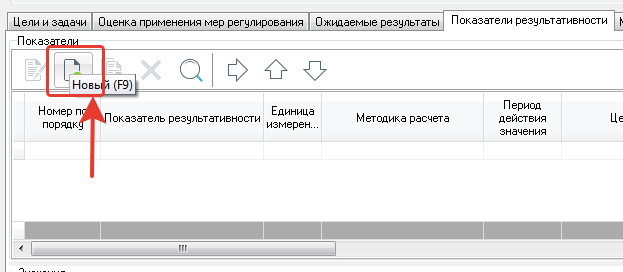 Цели и задачи Оценка применения мер регулирования Ожидаемые результаты Показатели результативности
Показатели
Новый (F9)
Номер по порядку
Показатель результативности
Единица измерен...
Методика расчета
Период действия значения
Це